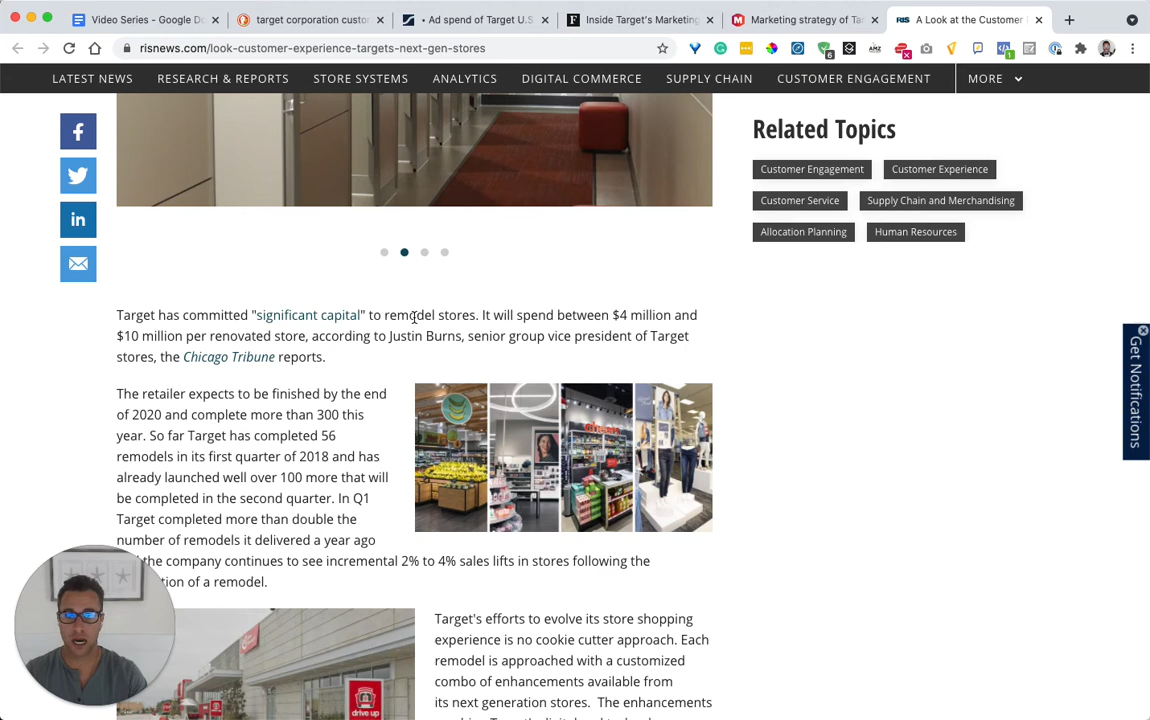 Video Series - Google Do
target corporation custo
• Ad spend of Target U.S
Inside Target's Marketing
Marketing strategy of Ta
RIS
A Look at the Customer
risnews.com/look-customer-experience-targets-next-gen-stores
6
AMZ
1
LATEST NEWS RESEARCH & REPORTS STORE SYSTEMS ANALYTICS DIGITAL COMMERCE SUPPLY CHAIN CUSTOMER ENGAGEMENT MORE
Related Topics
Customer Engagement Customer Experience
Customer Service Supply Chain and Merchandising
Allocation Planning Human Resources
Target has committed "significant capital" to remodel stores. It will spend between $4 million and
$10 million per renovated store, according to Justin Burns, senior group vice president of Target
stores, the Chicago Tribune reports.
Get Notifications
The retailer expects to be finished by the end
of 2020 and complete more than 300 this
year. So far Target has completed 56
remodels in its first quarter of 2018 and has
already launched well over 100 more that will
be completed in the second quarter. In Q1
Target completed more than double the
number of remodels it delivered a year ago
the company continues to see incremental 2% to 4% sales lifts in stores following the
tion of a remodel.
Target's efforts to evolve its store shopping
experience is no cookie cutter approach. Each
remodel is approached with a customized
combo of enhancements available from
its next generation stores. The enhancements
drive up